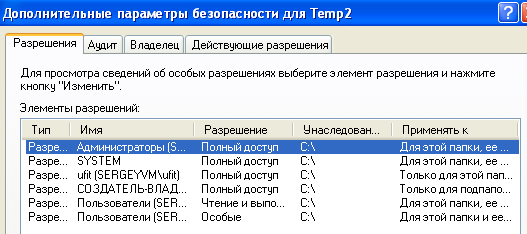 Дополнительные параметры безопасности для Temp2
Разрешения Аудит Владелец Действующие разрешения
Для просмотра сведений об особых разрешениях выберите элемент разрешения и нажмите
кнопку "Изменить".
Элементы разрешений:
Тип Имя Разрешение Унаследован... Применять к
Разре... Администраторы (S... Полный доступ C:\ Для этой папки, ее ...
Разре... SYSTEM Полный доступ C:\ Для этой папки, ее ...
Разре... ufit (SERGEYVM\ufit) Полный доступ C:\ Только для этой пап...
Разре... СОЗДАТЕЛЬ-ВЛАД... Полный доступ C:\ Только для подпапо...
Разре... Пользователи (SER... Чтение и выпо... C:\ Для этой папки, ее ...
Разре... Пользователи (SER... Особые C:\ Для этой папки и ее...